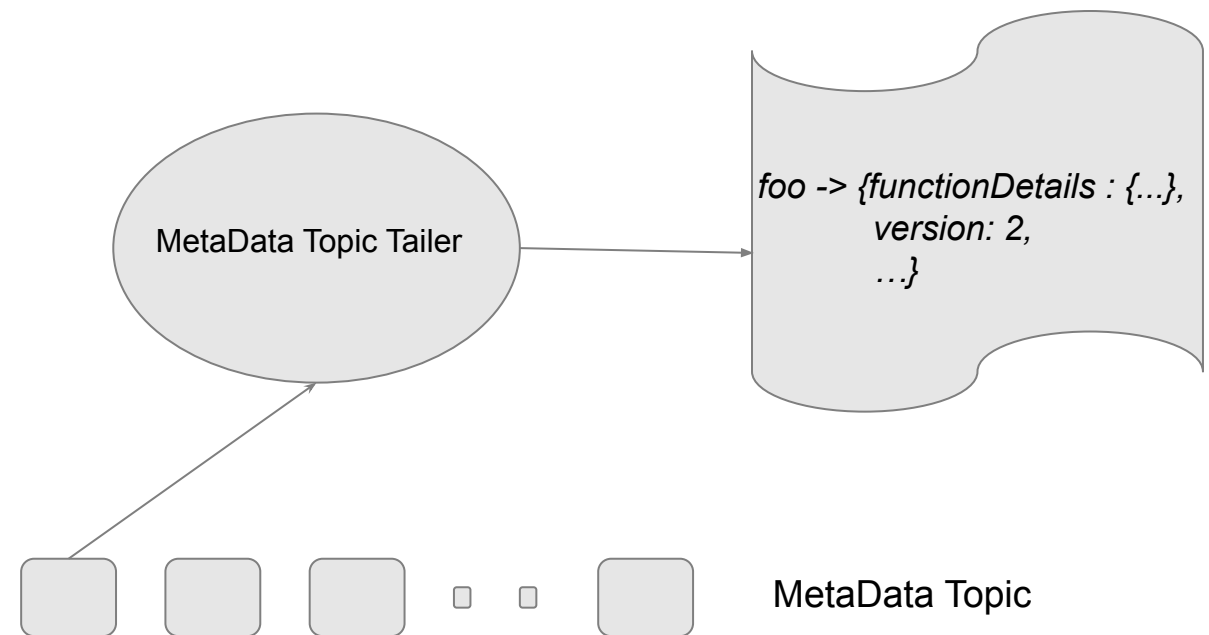 MetaData Topic Tailer
foo -> {functionDetails : {...},
version: 2,
…}
MetaData Topic